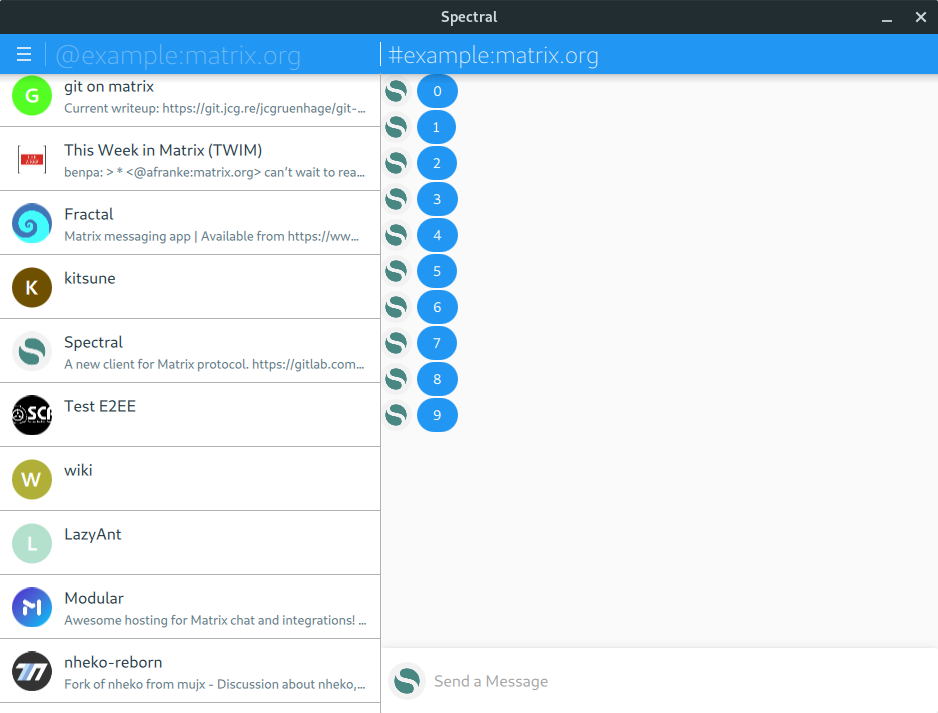 Spectral
@example:matrix.org
#example:matrix.org
G
git on matrix
Current writeup: https://git.jcg.re/jcgruenhage/git-...
This Week in Matrix (TWIM)
benpa: > * <@afranke:matrix.org> can't wait to rea...
Fractal
Matrix messaging app | Available from https://ww...
K
kitsune
Spectral
A new client for Matrix protocol. https://gitlab.com...
SCP
Test E2EE
W
wiki
L
LazyAnt
Modular
Awesome hosting for Matrix chat and integrations! ...
nheko-reborn
Fork of nheko from mujx - Discussion about nheko,...
0
1
2
3
4
5
6
7
8
9
Send a Message